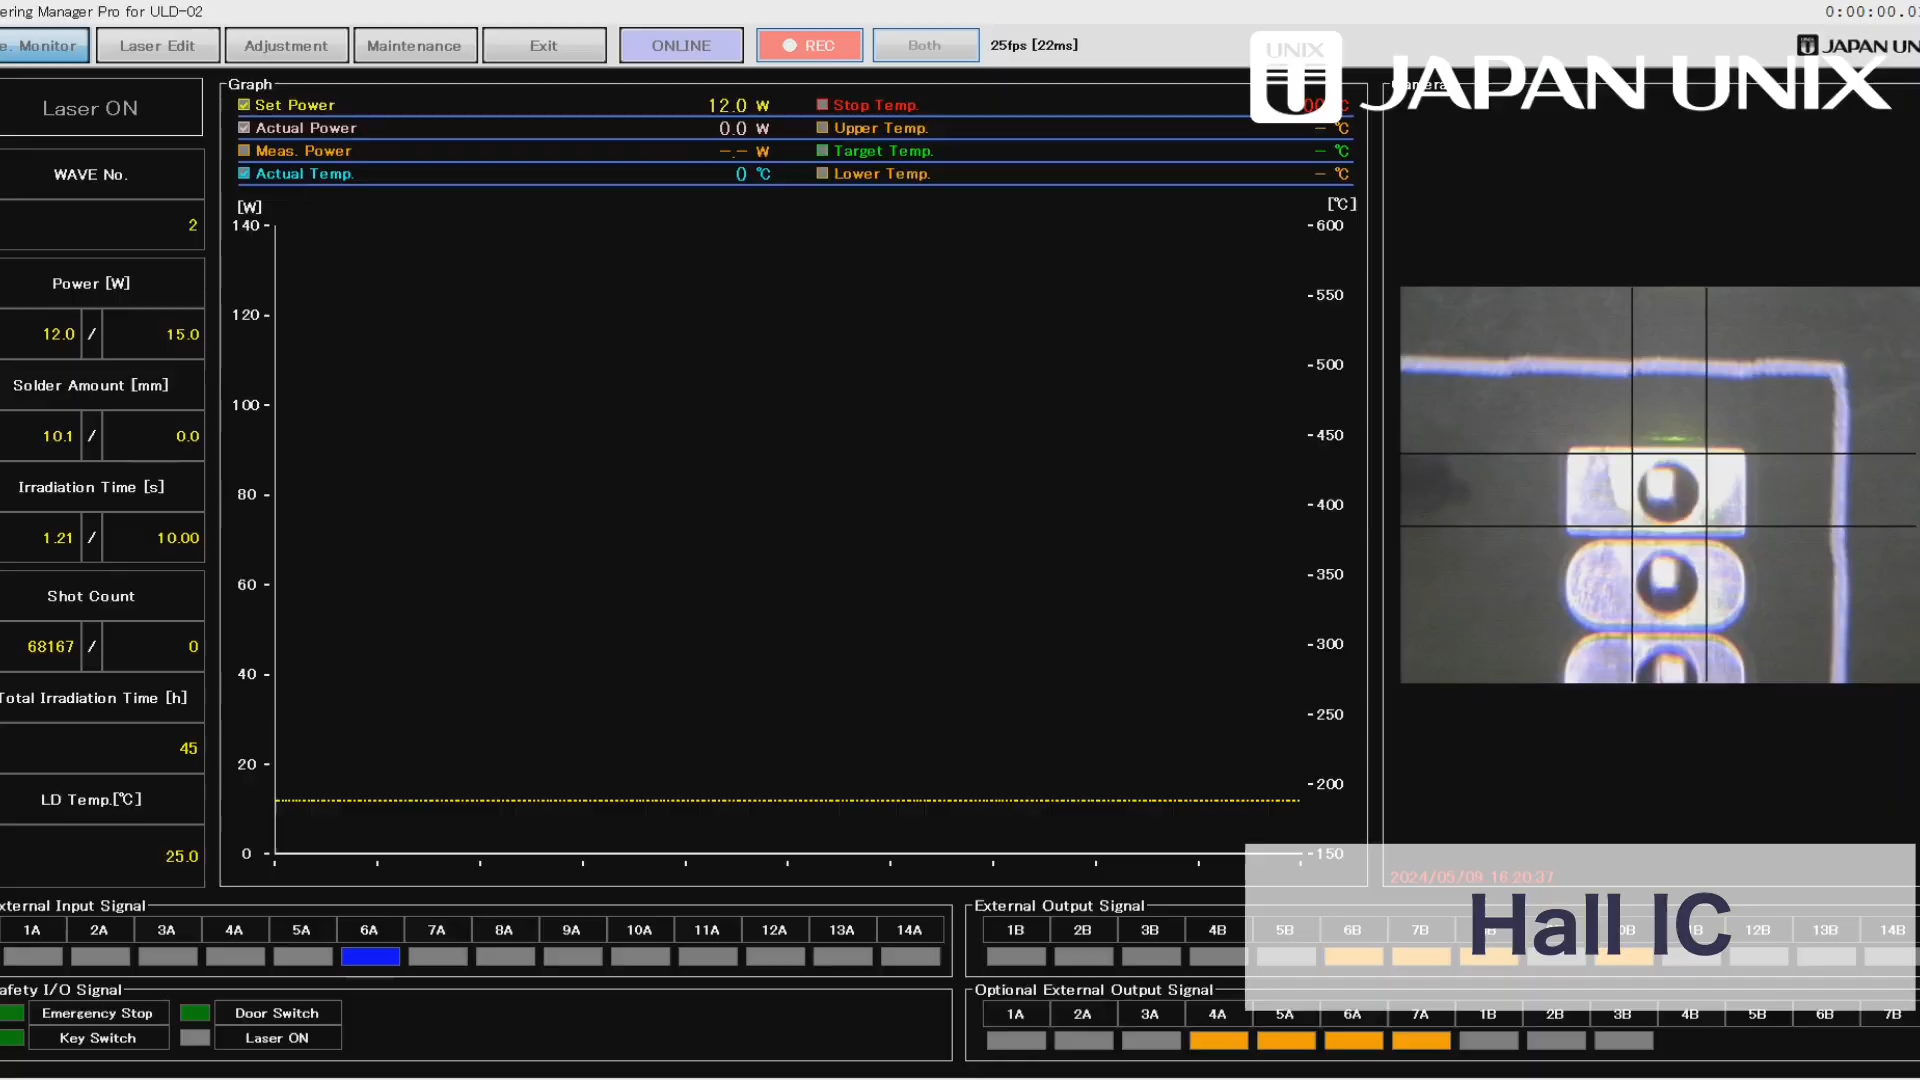 ering Manager Pro for ULD-02
0:00:00.0
e. Monitor
Laser Edit
Adjustment
Maintenance
Exit
ONLINE
REC
Both
25fps [22ms]
JAPAN UN
UNIX
JAPAN UNIX
Laser ON
WAVE No.
2
Power [W]
12.0 / 15.0
Solder Amount [mm]
10.1 / 0.0
Irradiation Time [s]
1.21 / 10.00
Shot Count
68167 / 0
Total Irradiation Time [h]
45
LD Temp.[℃]
25.0
Graph
Set Power 12.0 W
Stop Temp. 00 C
Actual Power 0.0 W
Upper Temp. – ℃
Meas. Power –.– W
Target Temp. – ℃
Actual Temp. 0 ℃
Lower Temp. – ℃
[W]
[℃]
140
120
100
80
60
40
20
0
600
550
500
450
400
350
300
250
200
150
Camera
2024/05/09 16:20:37
Hall IC
xternal Input Signal
1A 2A 3A 4A 5A 6A 7A 8A 9A 10A 11A 12A 13A 14A
External Output Signal
1B 2B 3B 4B 5B 6B 7B 12B 13B 14B
afety I/O Signal
Emergency Stop
Door Switch
Key Switch
Laser ON
Optional External Output Signal
1A 2A 3A 4A 5A 6A 7A 1B 2B 3B 4B 5B 6B 7B